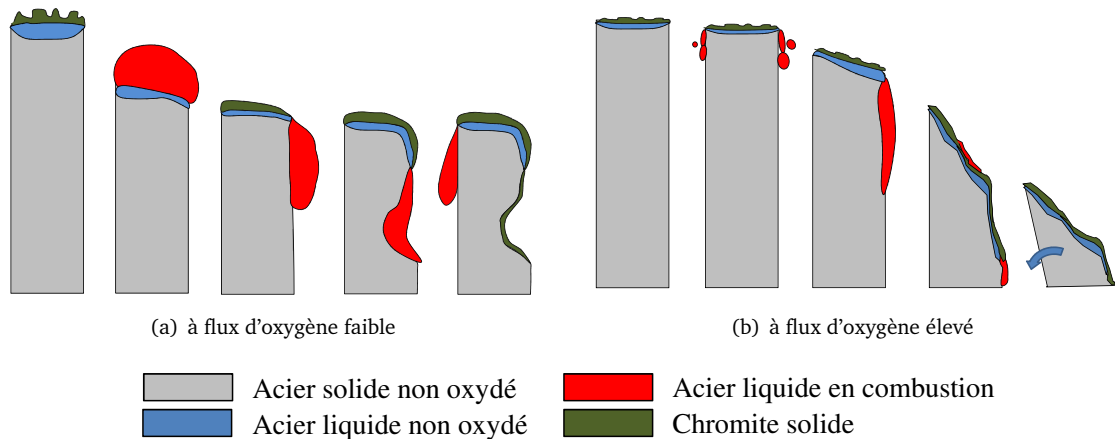 (a) à flux d'oxygène faible
(b) à flux d'oxygène élevé
Acier solide non oxydé
Acier liquide en combustion
Acier liquide non oxydé
Chromite solide